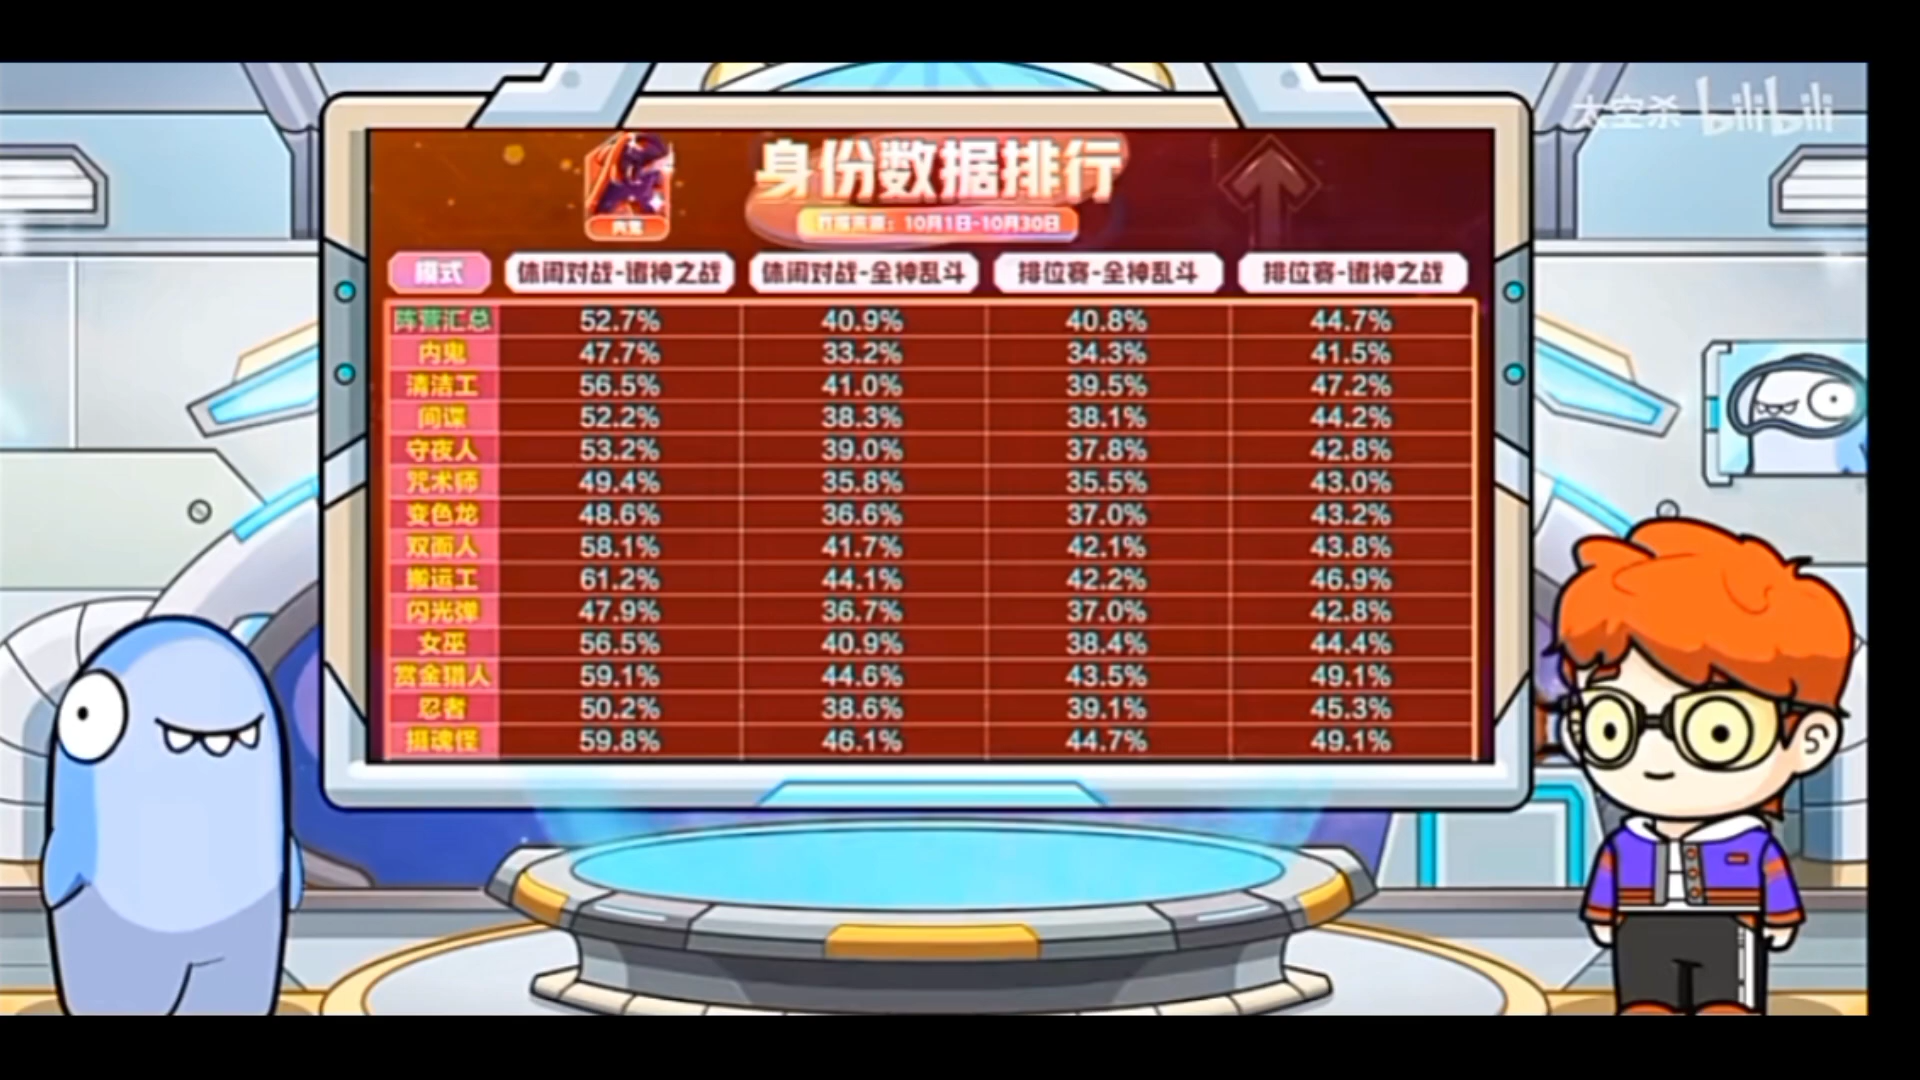 太空杀 bilibili
身份数据排行
数据来源：10月1日-10月30日
内鬼
模式 休闲对战-诸神之战 休闲对战-全神乱斗 排位赛-全神乱斗 排位赛-诸神之战
阵营汇总 52.7% 40.9% 40.8% 44.7%
内鬼 47.7% 33.2% 34.3% 41.5%
清洁工 56.5% 41.0% 39.5% 47.2%
间谍 52.2% 38.3% 38.1% 44.2%
守夜人 53.2% 39.0% 37.8% 42.8%
咒术师 49.4% 35.8% 35.5% 43.0%
变色龙 48.6% 36.6% 37.0% 43.2%
双面人 58.1% 41.7% 42.1% 43.8%
搬运工 61.2% 44.1% 42.2% 46.9%
闪光弹 47.9% 36.7% 37.0% 42.8%
女巫 56.5% 40.9% 38.4% 44.4%
赏金猎人 59.1% 44.6% 43.5% 49.1%
忍者 50.2% 38.6% 39.1% 45.3%
摄魂怪 59.8% 46.1% 44.7% 49.1%